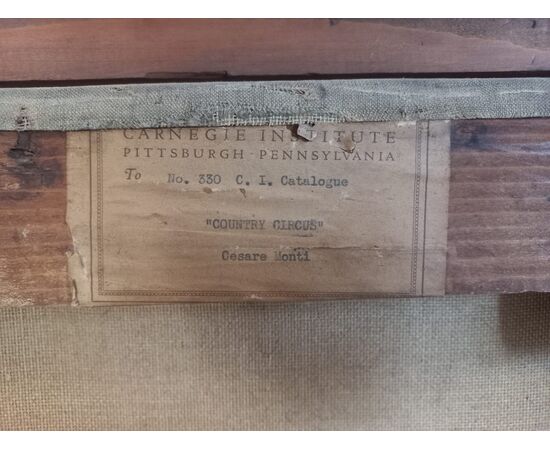 CARNEGIE INSTITUTE
PITTSBURGH · PENNSYLVANIA
To No. 330 C. I. Catalogue
"COUNTRY CIRCUS"
Cesare Monti